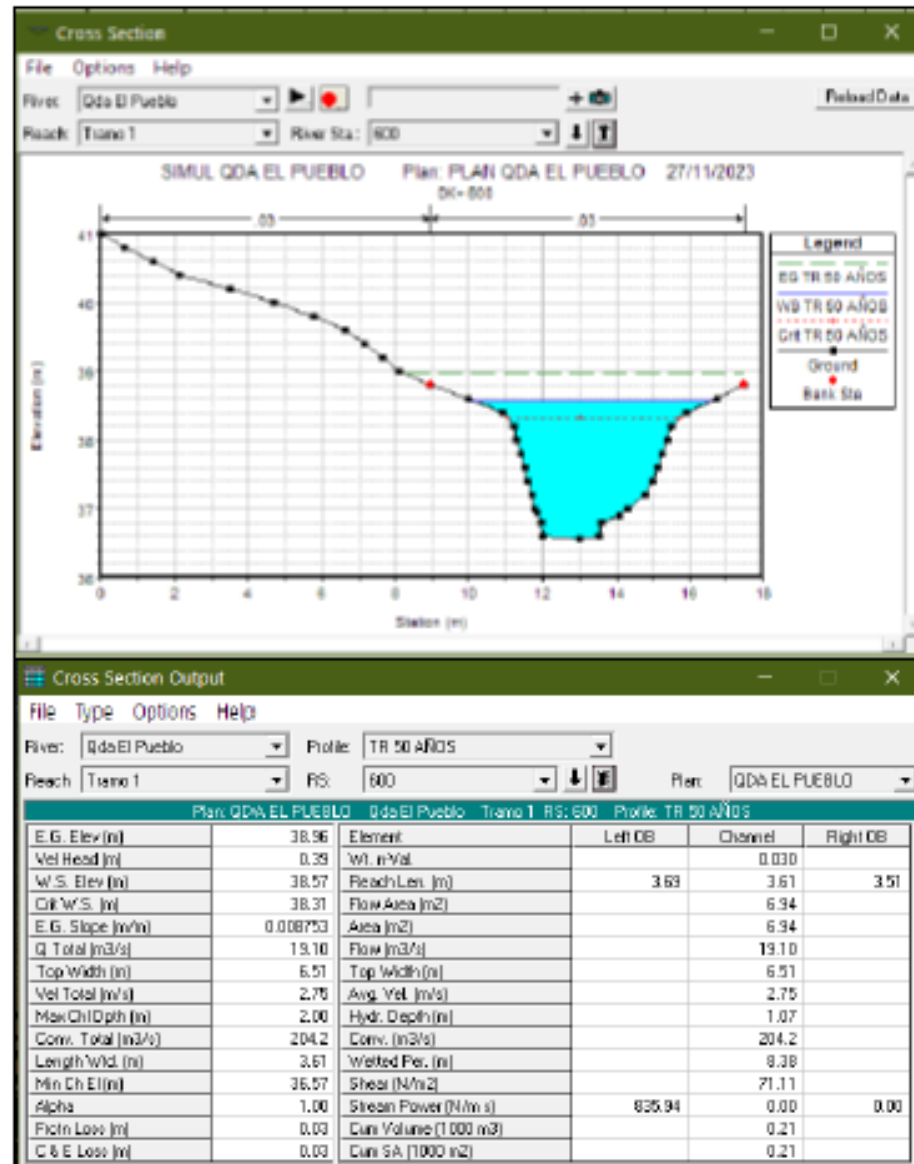 Cross Section
File Options Help
River: Qda El Pueblo Reload Data
Reach: Tramo 1 River Sta.: 600
SIMUL QDA EL PUEBLO Plan: PLAN QDA EL PUEBLO 27/11/2023
.03 .03
Legend
EG TR 50 AÑOS
WS TR 50 AÑOS
Crit TR 50 AÑOS
Ground
Bank Sta
41
40
39
38
37
36
Elevation (m)
0 2 4 6 8 10 12 14 16 18
Station (m)
Cross Section Output
File Type Options Help
River: Qda El Pueblo Profile: TR 50 AÑOS
Reach Tramo 1 RS: 600 Plan: QDA EL PUEBLO
Plan: QDA EL PUEBLO Qda El Pueblo Tramo 1 RS: 600 Profile: TR 50 AÑOS
E.G. Elev (m) 38.96 Element Left OB Channel Right OB
Vel Head (m) 0.39 Wt. n-Val. 0.030
W.S. Elev (m) 38.57 Reach Len. (m) 3.63 3.61 3.51
Crit W.S. (m) 38.31 Flow Area (m2) 6.94
E.G. Slope (m/m) 0.008753 Area (m2) 6.94
Q Total (m3/s) 19.10 Flow (m3/s) 19.10
Top Width (m) 6.51 Top Width (m) 6.51
Vel Total (m/s) 2.75 Avg. Vel. (m/s) 2.75
Max Chl Dpth (m) 2.00 Hydr. Depth (m) 1.07
Conv. Total (m3/s) 204.2 Conv. (m3/s) 204.2
Length Wtd. (m) 3.61 Wetted Per. (m) 8.38
Min Ch El (m) 36.57 Shear (N/m2) 71.11
Alpha 1.00 Stream Power (N/m s) 835.94 0.00 0.00
Frctn Loss (m) 0.03 Cum Volume (1000 m3) 0.21
C & E Loss (m) 0.03 Cum SA (1000 m2) 0.21